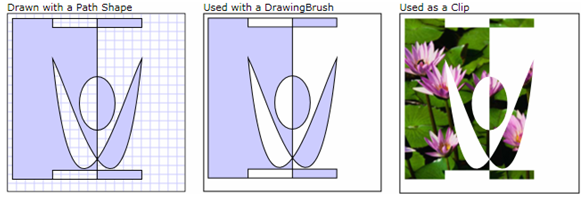 Drawn with a Path Shape
Used with a DrawingBrush
Used as a Clip